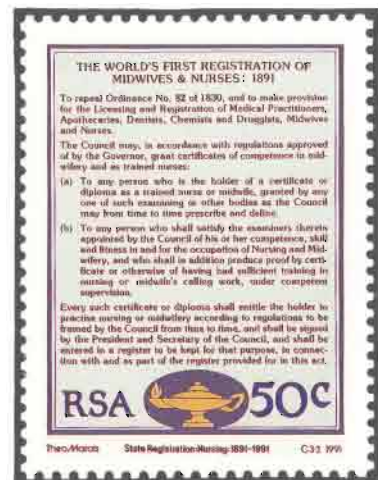 THE WORLD'S FIRST REGISTRATION OF
MIDWIVES & NURSES: 1891
To repeal Ordinance No. 82 of 1830, and to make provision
for the Licensing and Registration of Medical Practitioners,
Apothecaries, Dentists, Chemists and Druggists, Midwives
and Nurses.
The Council may, in accordance with regulations approved
of by the Governor, grant certificates of competence in mid-
wifery and as trained nurses:
(a) To any person who is the holder of a certificate or
diploma as a trained nurse or midwife, granted by any
one of such examining or other bodies as the Council
may from time to time prescribe and define.
(b) To any person who shall satisfy the examiners thereto
appointed by the Council of his or her competence, skill
and fitness in and for the occupation of Nursing and Mid-
wifery, and who shall in addition produce proof by certi-
ficate or otherwise of having had sufficient training in
nursing or midwife's calling work, under competent
supervision.
Every such certificate or diploma shall entitle the holder to
practise nursing or midwifery according to regulations to be
framed by the Council from time to time, and shall be signed
by the President and Secretary of the Council, and shall be
entered in a register to be kept for that purpose, in connec-
tion with and as part of the register provided for in this act.
RSA 50c
Theo Marais State Registration Nursing: 1891-1991 C32 1991